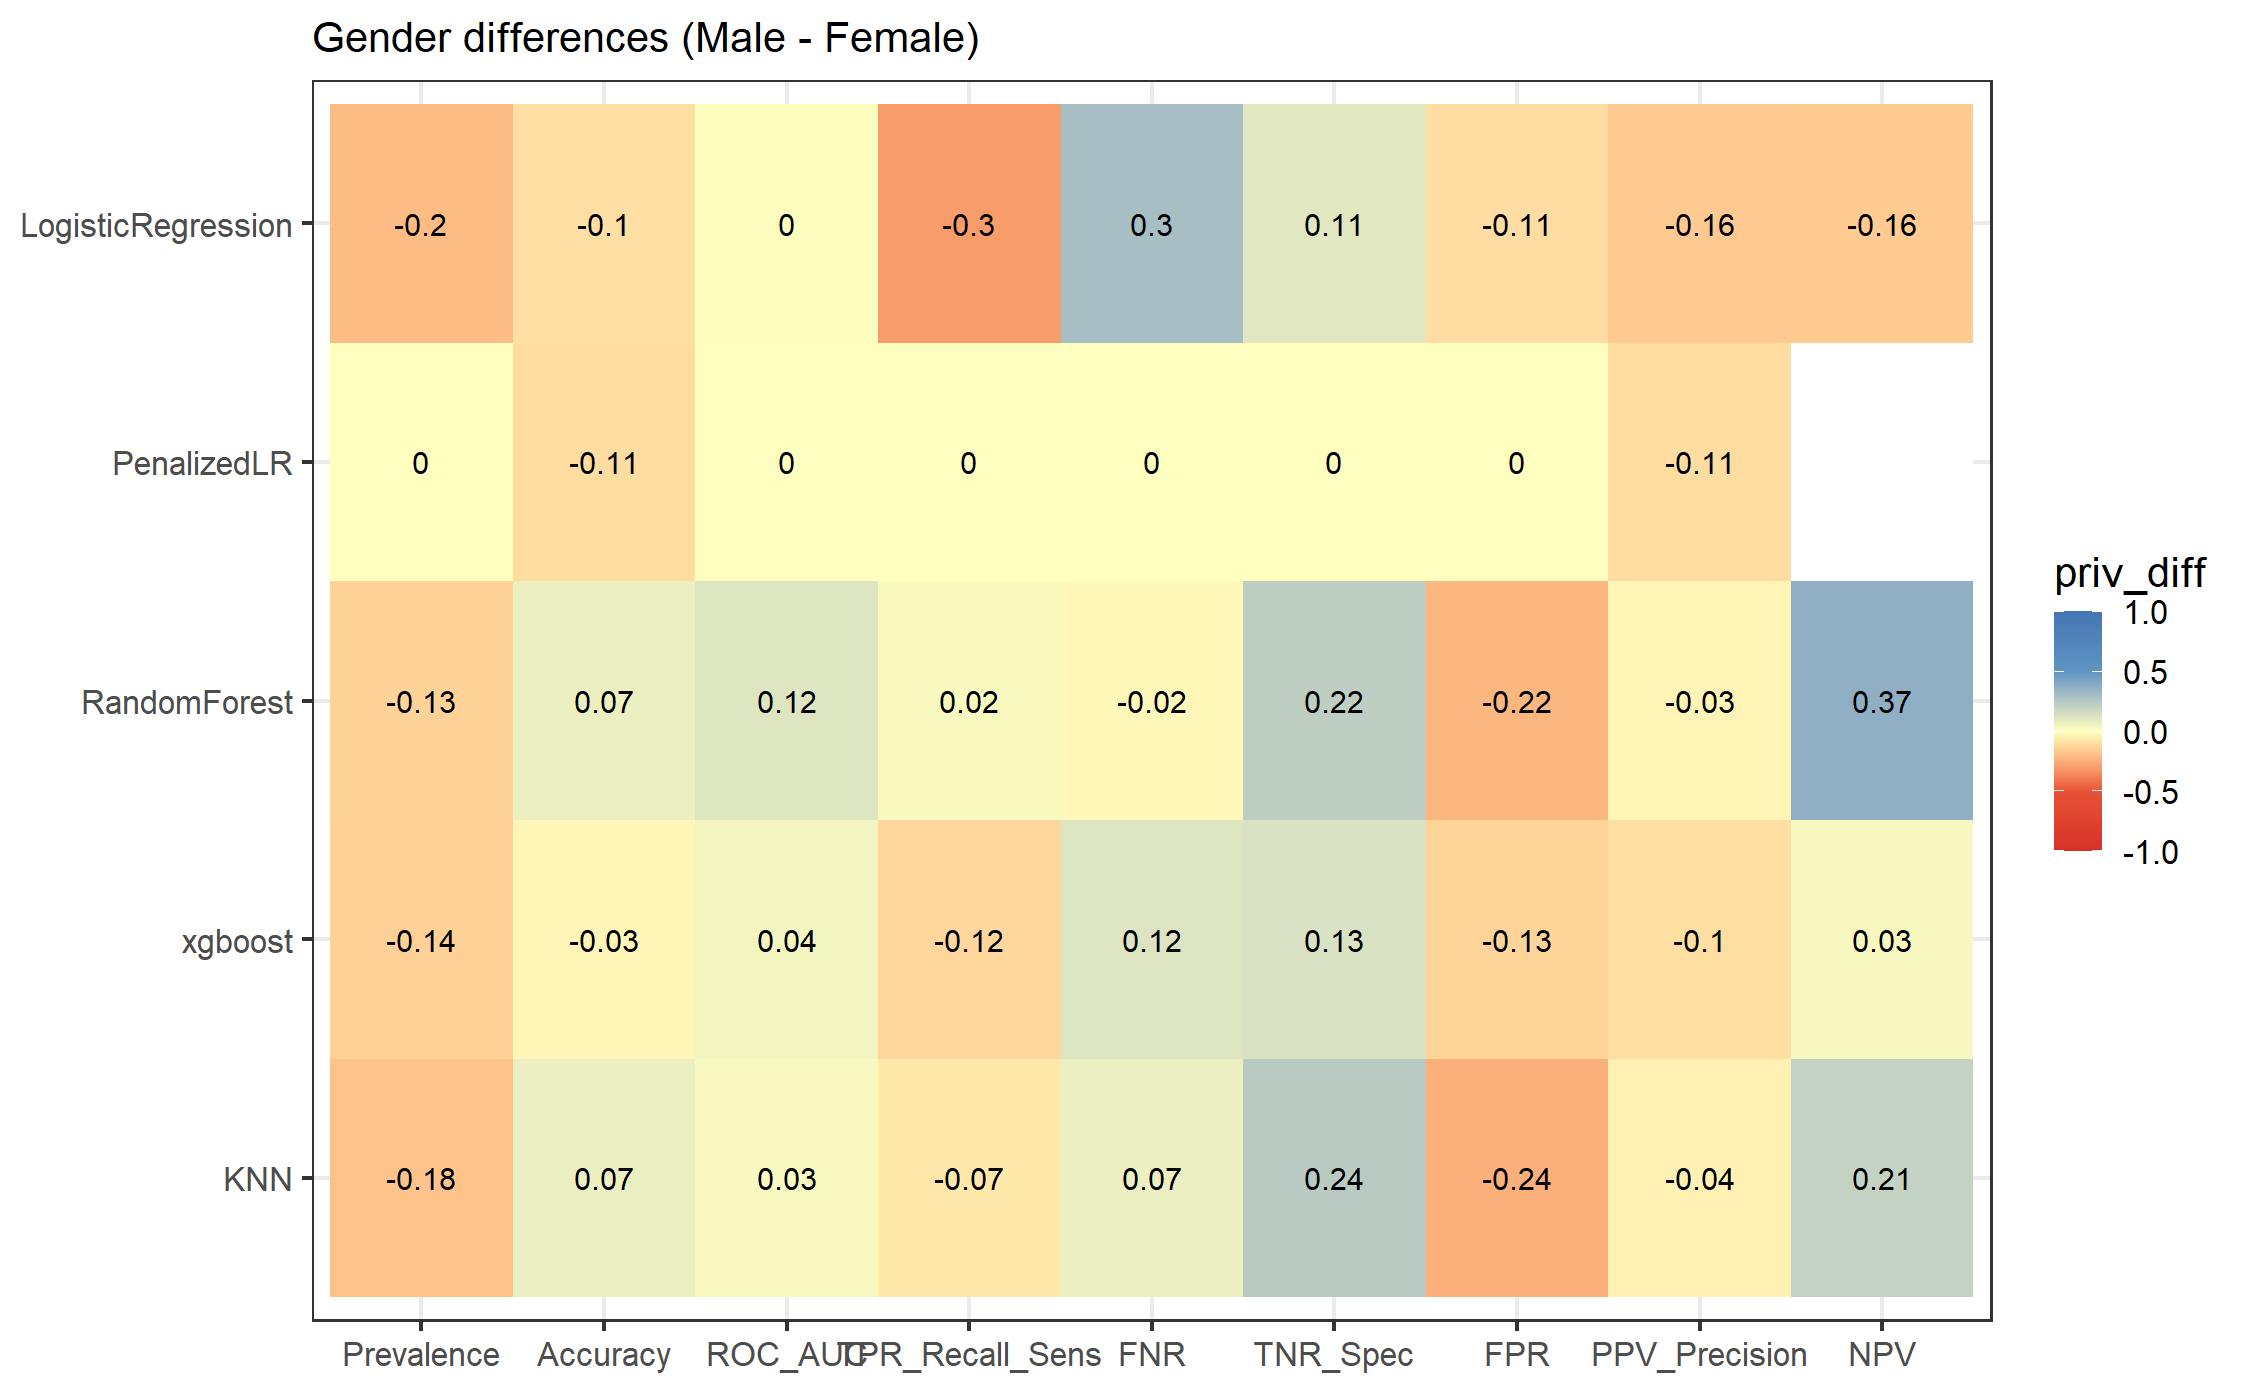 Gender differences (Male - Female)
LogisticRegression -0.2 -0.1 0 -0.3 0.3 0.11 -0.11 -0.16 -0.16
PenalizedLR 0 -0.11 0 0 0 0 0 -0.11
RandomForest -0.13 0.07 0.12 0.02 -0.02 0.22 -0.22 -0.03 0.37
xgboost -0.14 -0.03 0.04 -0.12 0.12 0.13 -0.13 -0.1 0.03
KNN -0.18 0.07 0.03 -0.07 0.07 0.24 -0.24 -0.04 0.21
Prevalence Accuracy ROC_AUC TPR_Recall_Sens FNR TNR_Spec FPR PPV_Precision NPV
priv_diff
1.0
0.5
0.0
-0.5
-1.0